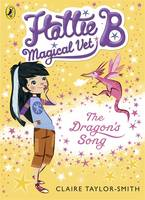 Hattie B
Magical Vet
The
Dragon's
Song
CLAIRE TAYLOR-SMITH